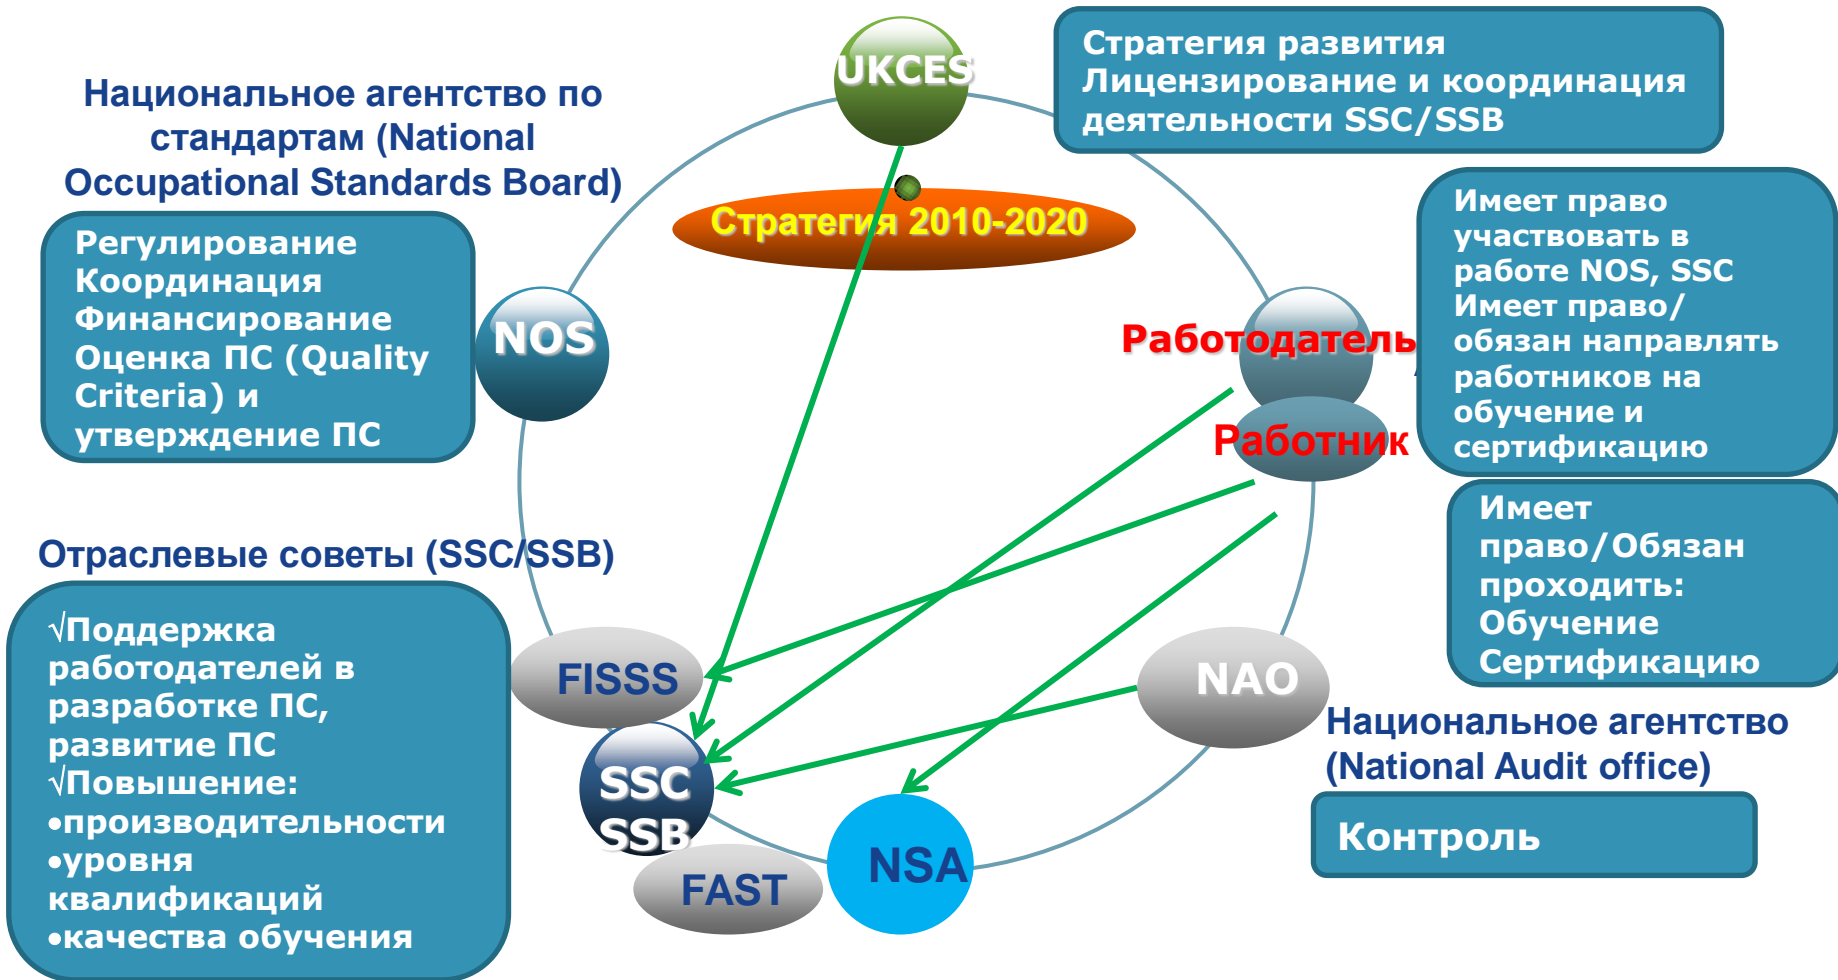 UKCES
Стратегия развития
Лицензирование и координация
деятельности SSC/SSB
Национальное агентство по
стандартам (National
Occupational Standards Board)
Стратегия 2010-2020
Регулирование
Координация
Финансирование
Оценка ПС (Quality
Criteria) и
утверждение ПС
NOS
Работодатель
Работник
Имеет право
участвовать в
работе NOS, SSC
Имеет право/
обязан направлять
работников на
обучение и
сертификацию
Имеет
право/Обязан
проходить:
Обучение
Сертификацию
Отраслевые советы (SSC/SSB)
√Поддержка
работодателей в
разработке ПС,
развитие ПС
√Повышение:
•производительности
•уровня
квалификаций
•качества обучения
FISSS
SSC
SSB
FAST
NSA
NAO
Национальное агентство
(National Audit office)
Контроль